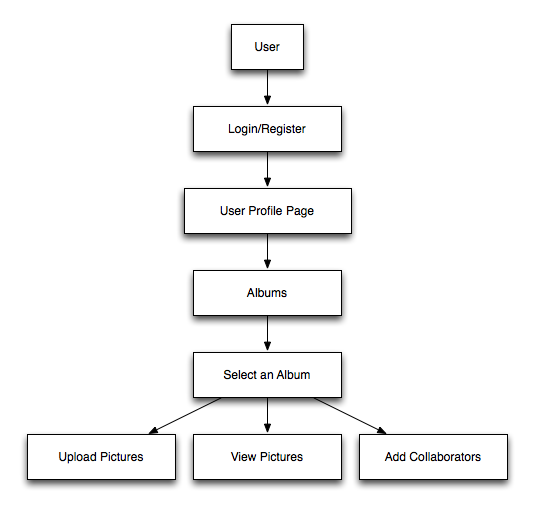 User
Login/Register
User Profile Page
Albums
Select an Album
Upload Pictures
View Pictures
Add Collaborators